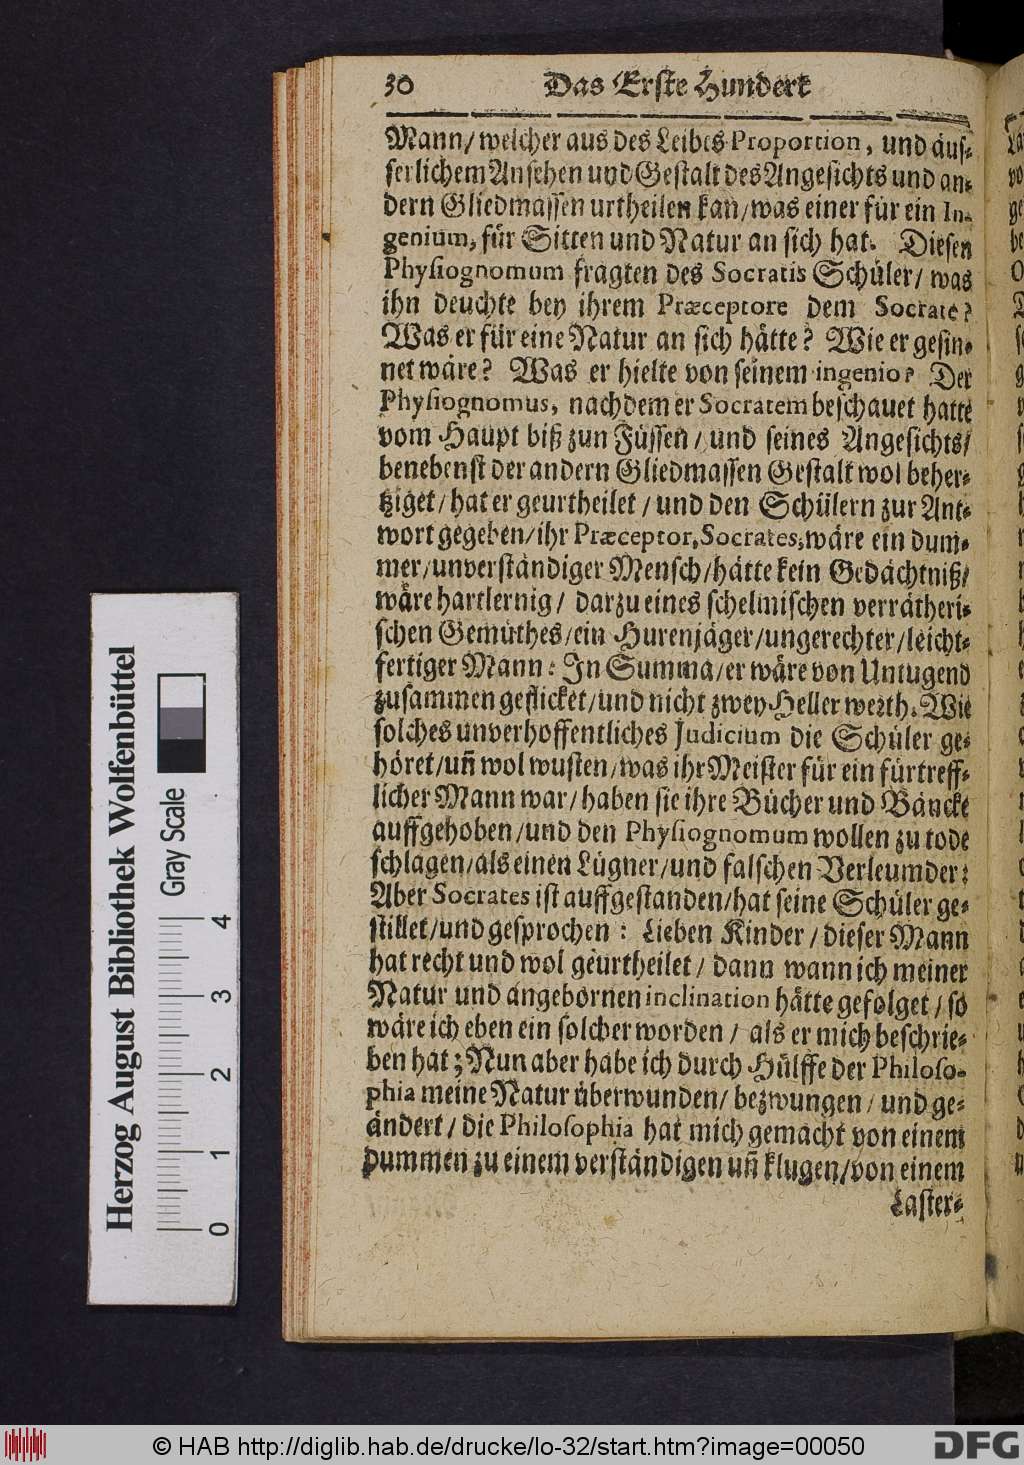 30 Das Erste Hundert
Mann/ welcher aus des Leibes Proportion, und äus-
serlichem Ansehen und Gestalt des Angesichts und an-
dern Gliedmassen urtheilen kan/ was einer für ein In-
genium, für Sitten und Natur an sich hat. Diesen
Physiognomum fragten des Socratis Schüler/ was
ihn deuchte bey ihrem Præceptore dem Socrate?
Was er für eine Natur an sich hätte? Wie er gesin-
net wäre? Was er hielte von seinem ingenio? Der
Physiognomus, nachdem er Socratem beschauet hatte
vom Haupt biß zun Füssen/ und seines Angesichts/
benebenst der andern Gliedmassen Gestalt wol beher-
tziget/ hat er geurtheilet/ und den Schülern zur Ant-
wort gegeben/ ihr Præceptor, Socrates, wäre ein dum-
mer/ unverständiger Mensch/ hätte kein Gedächtniß/
wäre hartlernig/ darzu eines schelmischen verrätheri-
schen Gemüthes/ ein Hurenjäger/ ungerechter/ leicht-
fertiger Mann: In Summa/ er wäre von Untugend
zusammen geflicket/ und nicht zwey Heller werth. Wie
solches unverhoffentliches Judicium die Schüler ge-
höret/ uñ wol wusten/ was ihr Meister für ein fürtreff-
licher Mann war/ haben sie ihre Bücher und Bäncke
auffgehoben/ und den Physiognomum wollen zu tode
schlagen/ als einen Lügner/ und falschen Verleumder:
Aber Socrates ist auffgestanden/ hat seine Schüler ge-
stillet/ und gesprochen: Lieben Kinder/ dieser Mann
hat recht und wol geurtheilet/ dann wann ich meiner
Natur und angebornen inclination hätte gefolget/ so
wäre ich eben ein solcher worden/ als er mich beschrie-
ben hat; Nun aber habe ich durch Hülffe der Philoso-
phia meine Natur überwunden/ bezwungen/ und ge-
ändert/ die Philosophia hat mich gemacht von einem
dummen zu einem verständigen uñ klugen/ von einem
Laster-
Herzog August Bibliothek Wolfenbüttel
Gray Scale
0 1 2 3 4
© HAB http://diglib.hab.de/drucke/lo-32/start.htm?image=00050
DFG